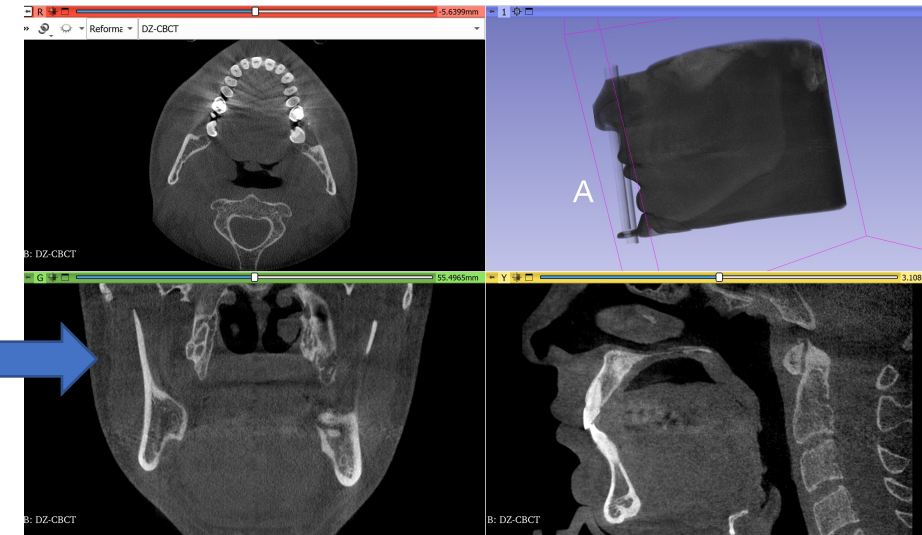 R -5.6399mm
» Reforma DZ-CBCT
B: DZ-CBCT
1
A
G 55.4965mm
B: DZ-CBCT
Y 3.108
B: DZ-CBCT